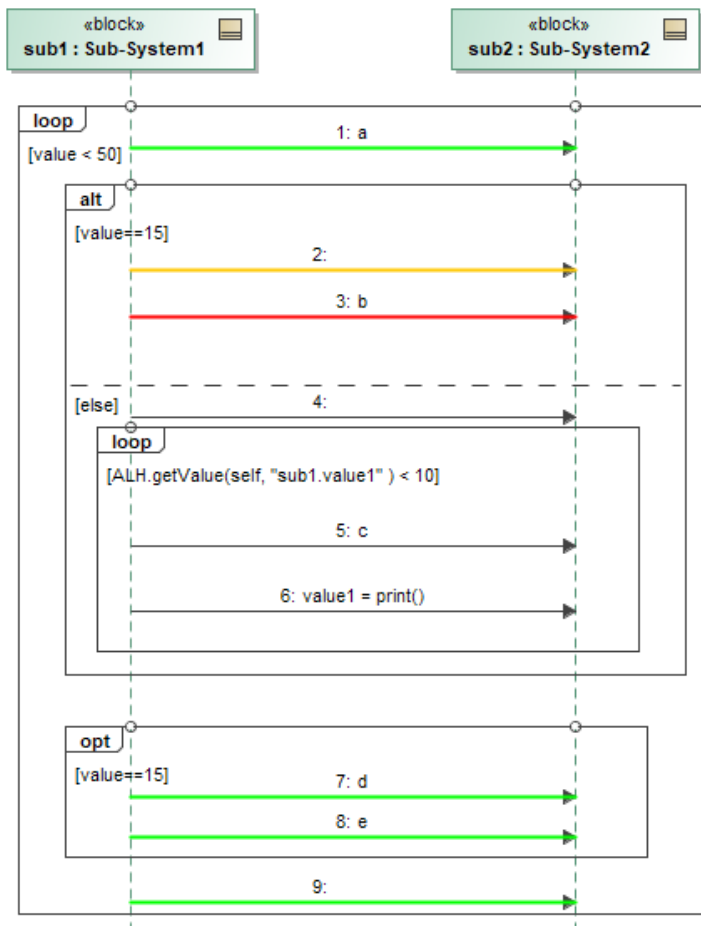 «block»
sub1 : Sub-System1
«block»
sub2 : Sub-System2
loop
1: a
[value < 50]
alt
[value==15]
2:
3: b
[else]
4:
loop
[ALH.getValue(self, "sub1.value1" ) < 10]
5: c
6: value1 = print()
opt
[value==15]
7: d
8: e
9: